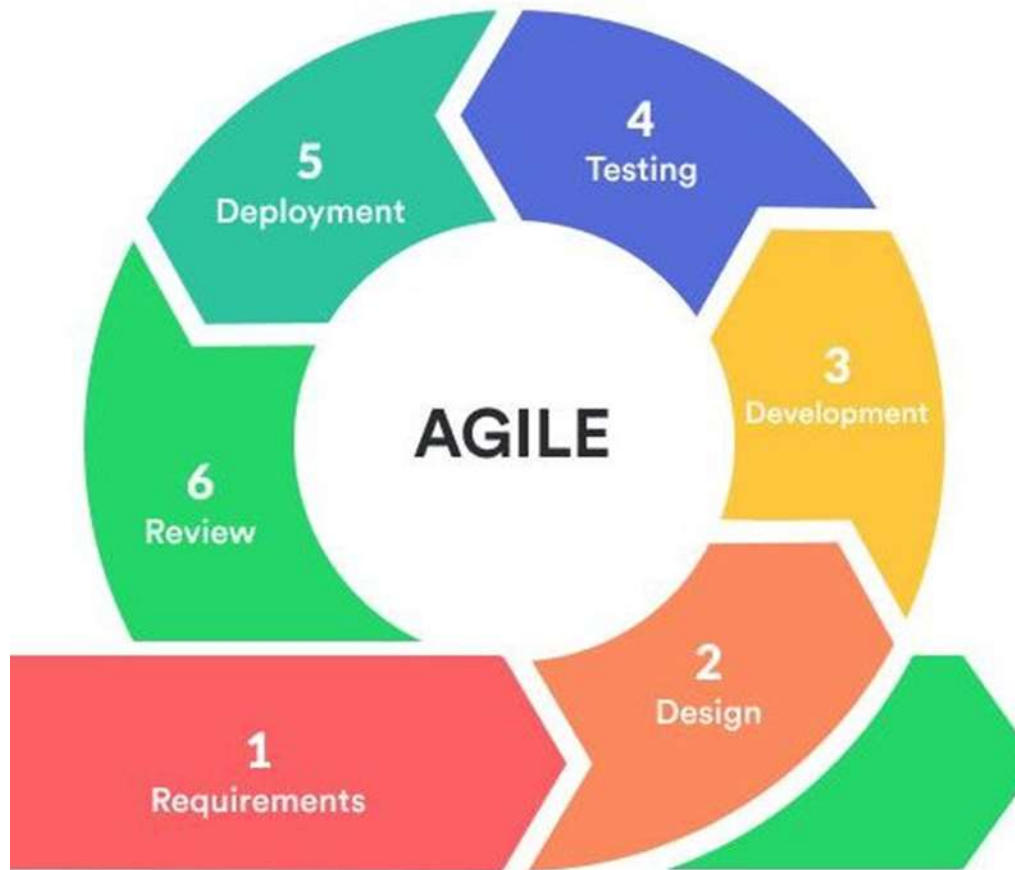 5
Deployment
4
Testing
3
Development
AGILE
6
Review
2
Design
1
Requirements